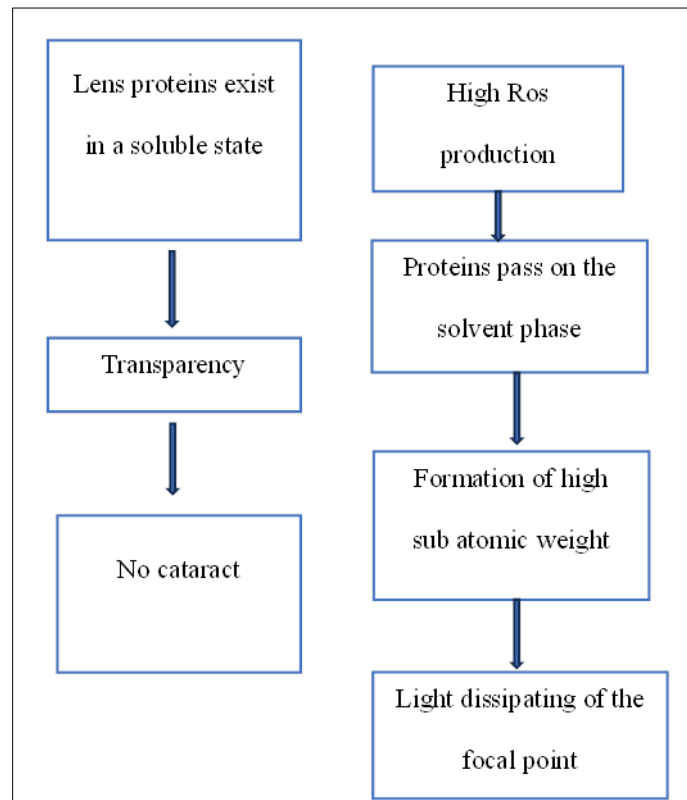 Lens proteins exist
in a soluble state
Transparency
No cataract
High Ros
production
Proteins pass on the
solvent phase
Formation of high
sub atomic weight
Light dissipating of the
focal point